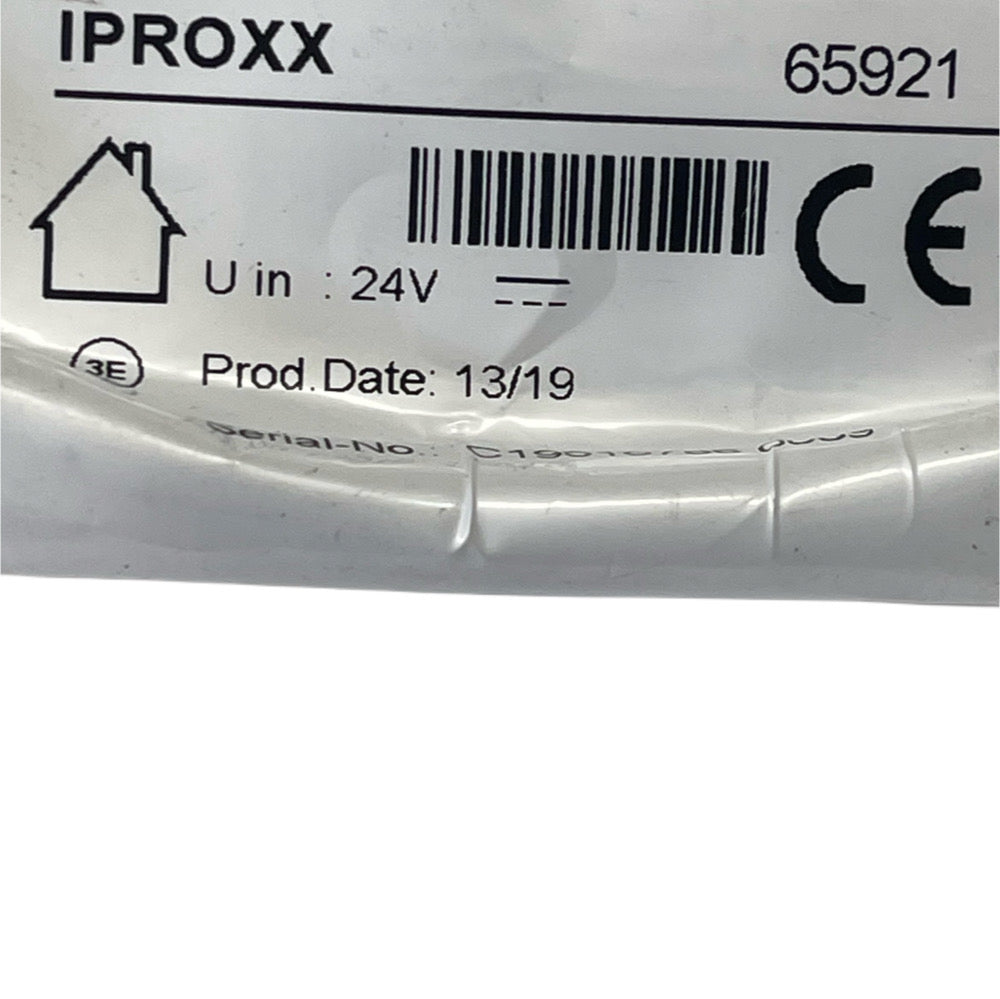 IPROXX 65921
CE
U in : 24V
3E Prod.Date: 13/19
Serial-No.: